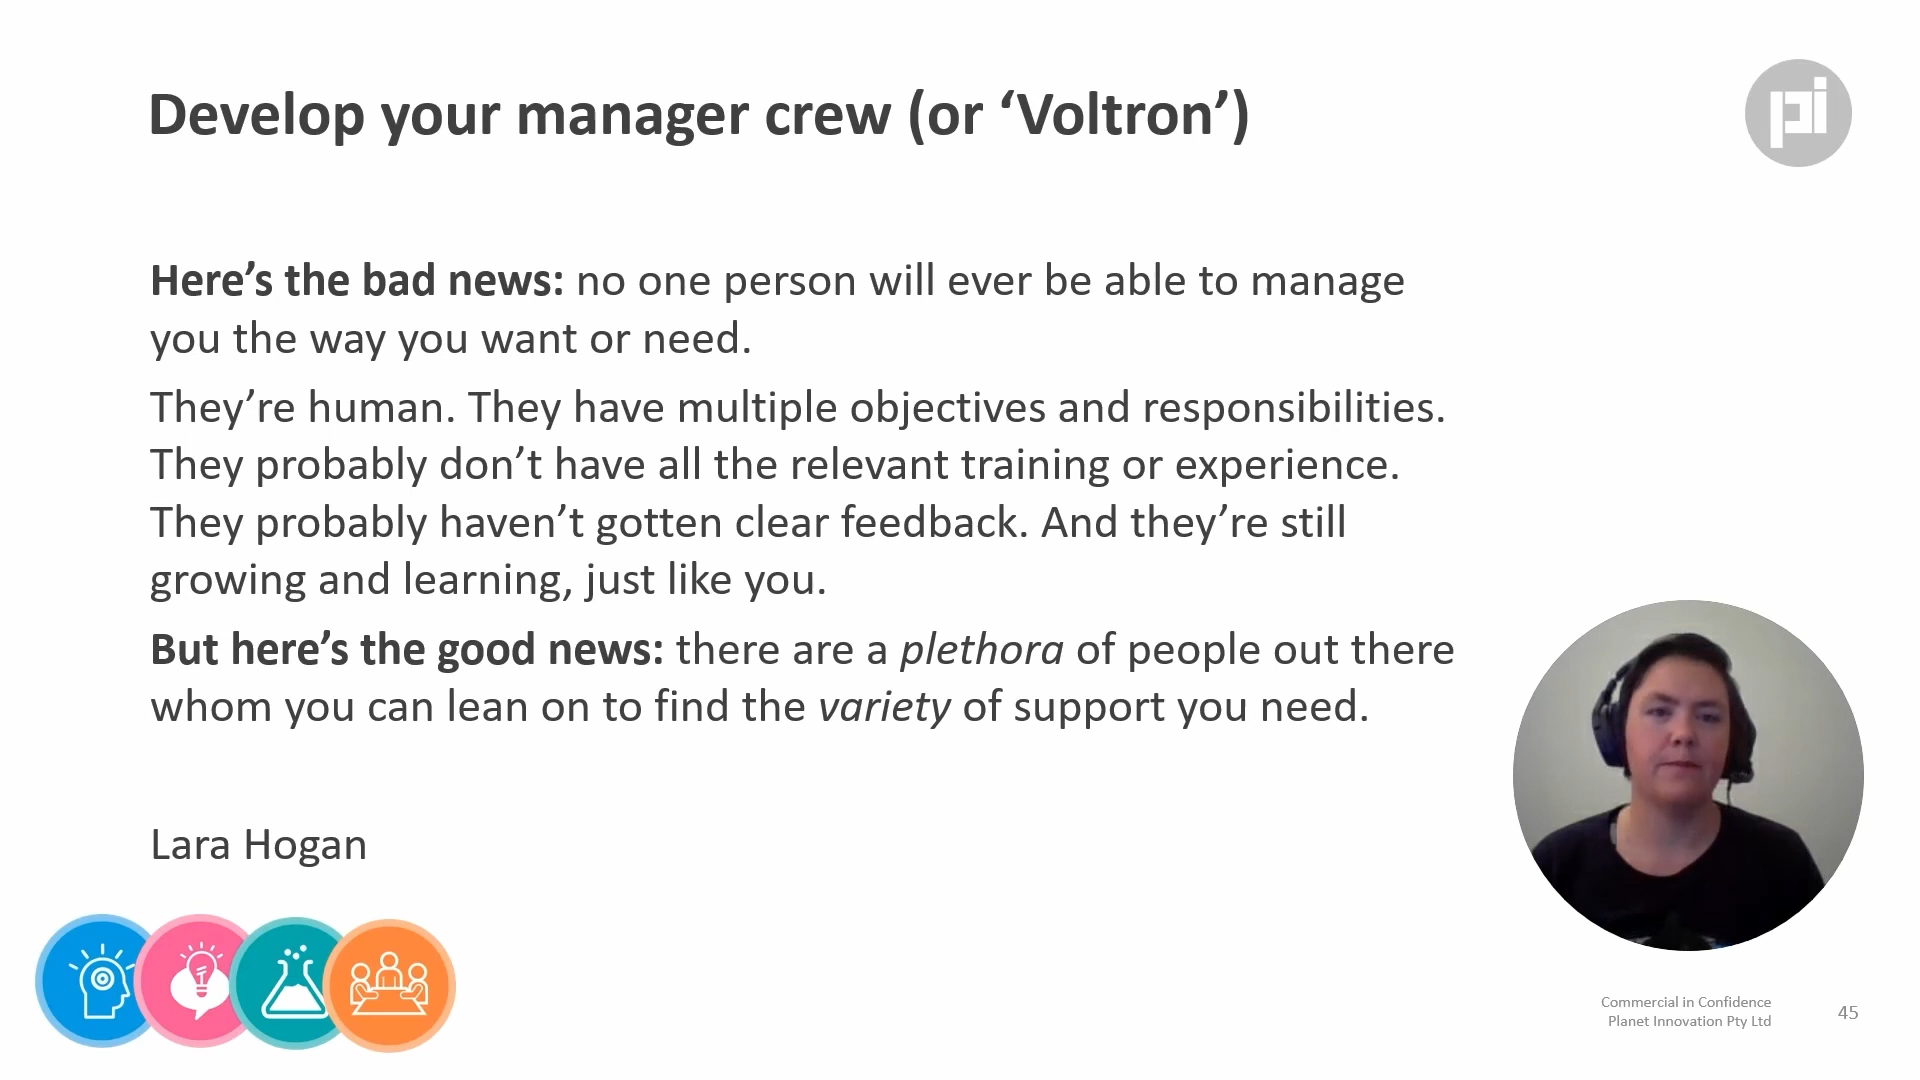 Develop your manager crew (or ‘Voltron’)
pi
Here’s the bad news: no one person will ever be able to manage
you the way you want or need.
They’re human. They have multiple objectives and responsibilities.
They probably don’t have all the relevant training or experience.
They probably haven’t gotten clear feedback. And they’re still
growing and learning, just like you.
But here’s the good news: there are a plethora of people out there
whom you can lean on to find the variety of support you need.
Lara Hogan
Commercial in Confidence
Planet Innovation Pty Ltd
45